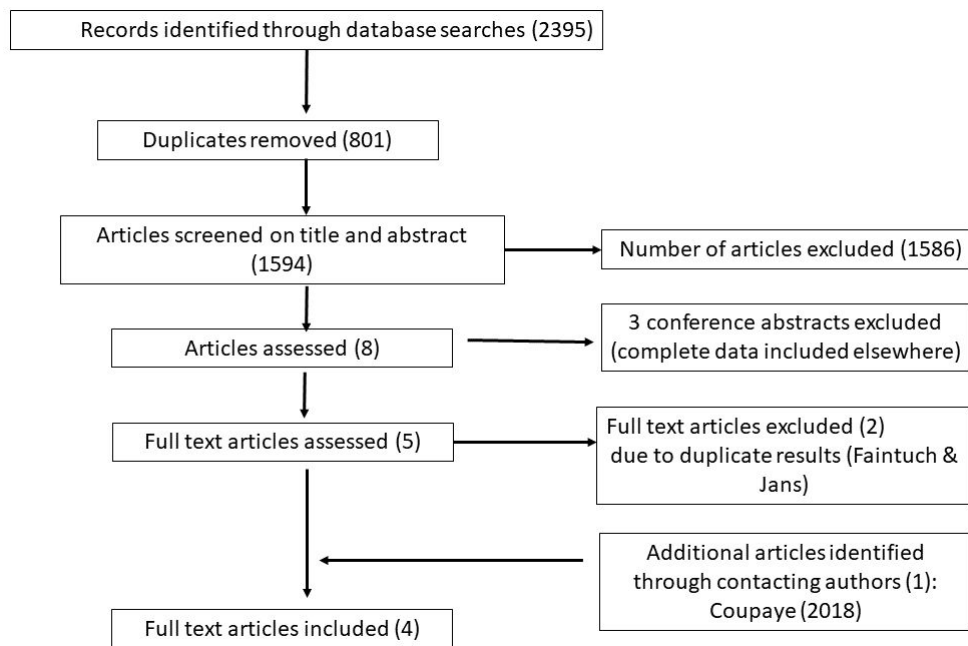 Records identified through database searches (2395)
Duplicates removed (801)
Articles screened on title and abstract
(1594)
Number of articles excluded (1586)
Articles assessed (8)
3 conference abstracts excluded
(complete data included elsewhere)
Full text articles assessed (5)
Full text articles excluded (2)
due to duplicate results (Faintuch &
Jans)
Additional articles identified
through contacting authors (1):
Coupaye (2018)
Full text articles included (4)